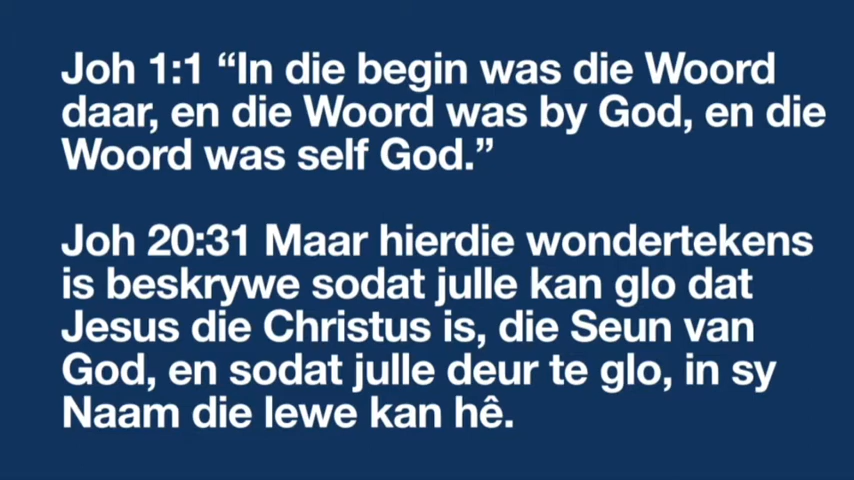 Joh 1:1 “In die begin was die Woord
daar, en die Woord was by God, en die
Woord was self God.”
Joh 20:31 Maar hierdie wondertekens
is beskrywe sodat julle kan glo dat
Jesus die Christus is, die Seun van
God, en sodat julle deur te glo, in sy
Naam die lewe kan hê.